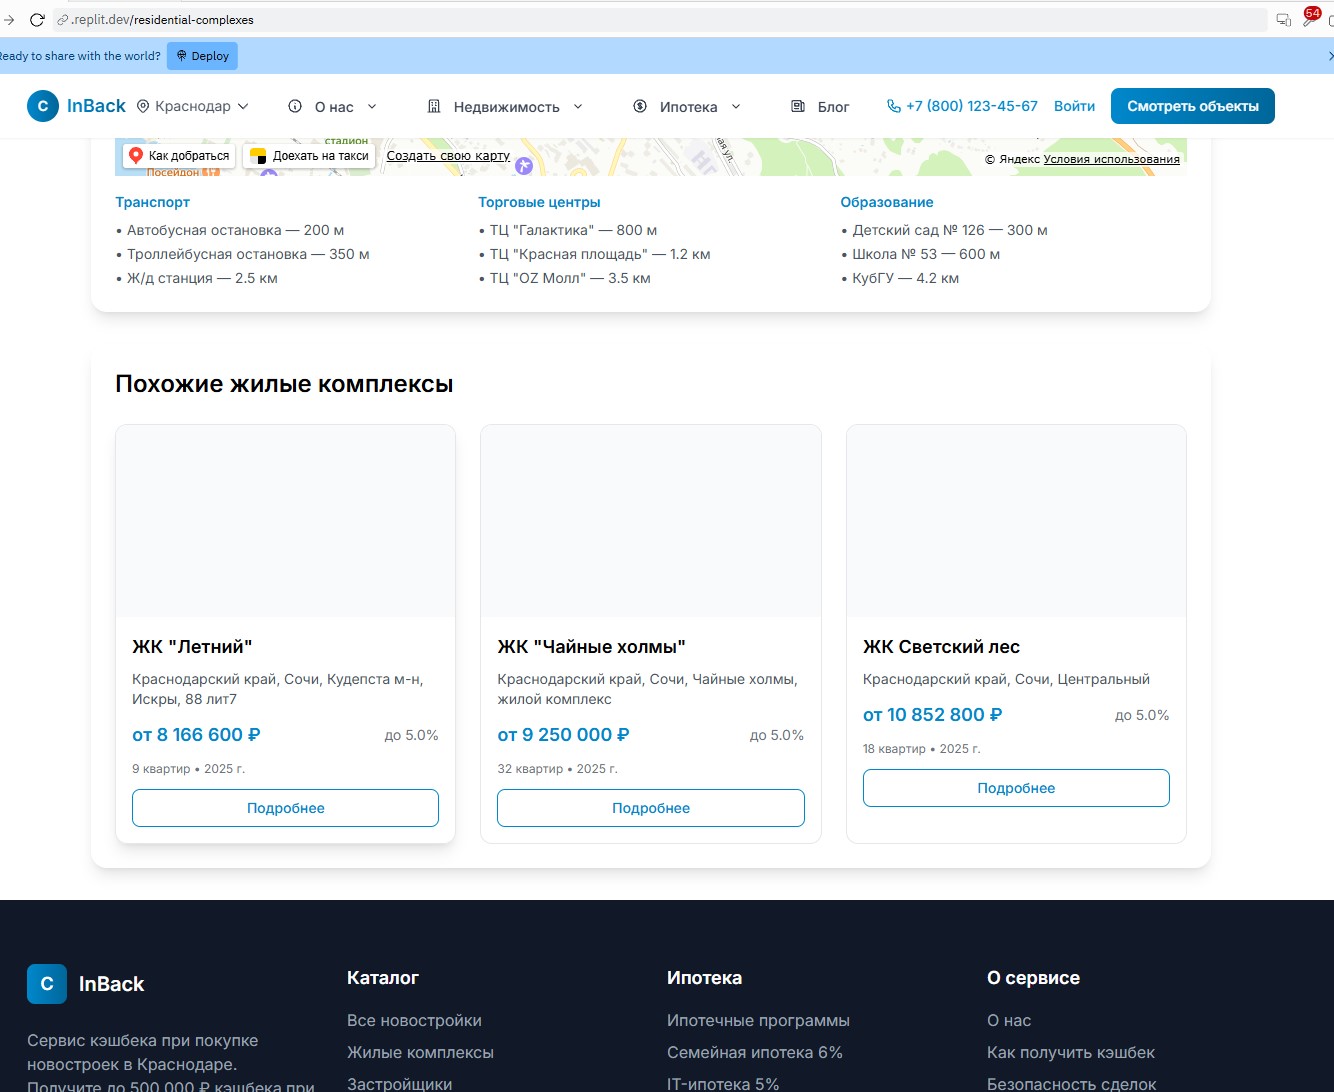 .replit.dev/residential-complexes
54
Ready to share with the world?
Deploy
C InBack
Краснодар
О нас
Недвижимость
Ипотека
Блог
+7 (800) 123-45-67
Войти
Смотреть объекты
стадион
ная ул.
Как добраться
Доехать на такси
Создать свою карту
© Яндекс Условия использования
Посейдон
Транспорт
• Автобусная остановка — 200 м
• Троллейбусная остановка — 350 м
• Ж/д станция — 2.5 км
Торговые центры
• ТЦ "Галактика" — 800 м
• ТЦ "Красная площадь" — 1.2 км
• ТЦ "OZ Молл" — 3.5 км
Образование
• Детский сад № 126 — 300 м
• Школа № 53 — 600 м
• КубГУ — 4.2 км
Похожие жилые комплексы
ЖК "Летний"
Краснодарский край, Сочи, Кудепста м-н,
Искры, 88 лит7
от 8 166 600 ₽
до 5.0%
9 квартир • 2025 г.
Подробнее
ЖК "Чайные холмы"
Краснодарский край, Сочи, Чайные холмы,
жилой комплекс
от 9 250 000 ₽
до 5.0%
32 квартир • 2025 г.
Подробнее
ЖК Светский лес
Краснодарский край, Сочи, Центральный
от 10 852 800 ₽
до 5.0%
18 квартир • 2025 г.
Подробнее
C InBack
Сервис кэшбека при покупке
новостроек в Краснодаре.
Получите до 500 000 ₽ кэшбека при
Каталог
Все новостройки
Жилые комплексы
Застройщики
Ипотека
Ипотечные программы
Семейная ипотека 6%
IT-ипотека 5%
О сервисе
О нас
Как получить кэшбек
Безопасность сделок